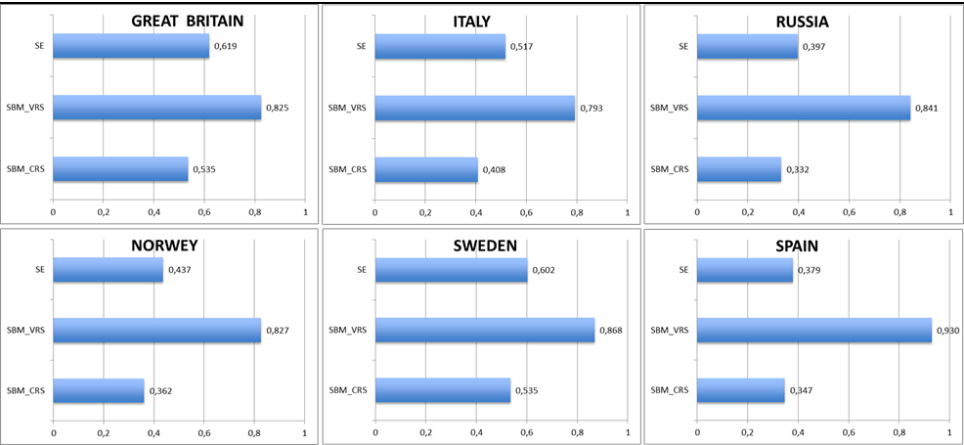 GREAT BRITAIN
SE
0,619
SBM_VRS
0,825
SBM_CRS
0,535
0 0,2 0,4 0,6 0,8 1
ITALY
SE
0,517
SBM_VRS
0,793
SBM_CRS
0,408
0 0,2 0,4 0,6 0,8 1
RUSSIA
SE
0,397
SBM_VRS
0,841
SBM_CRS
0,332
0 0,2 0,4 0,6 0,8 1
NORWEY
SE
0,437
SBM_VRS
0,827
SBM_CRS
0,362
0 0,2 0,4 0,6 0,8 1
SWEDEN
SE
0,602
SBM_VRS
0,868
SBM_CRS
0,535
0 0,2 0,4 0,6 0,8 1
SPAIN
SE
0,379
SBM_VRS
0,930
SBM_CRS
0,347
0 0,2 0,4 0,6 0,8 1